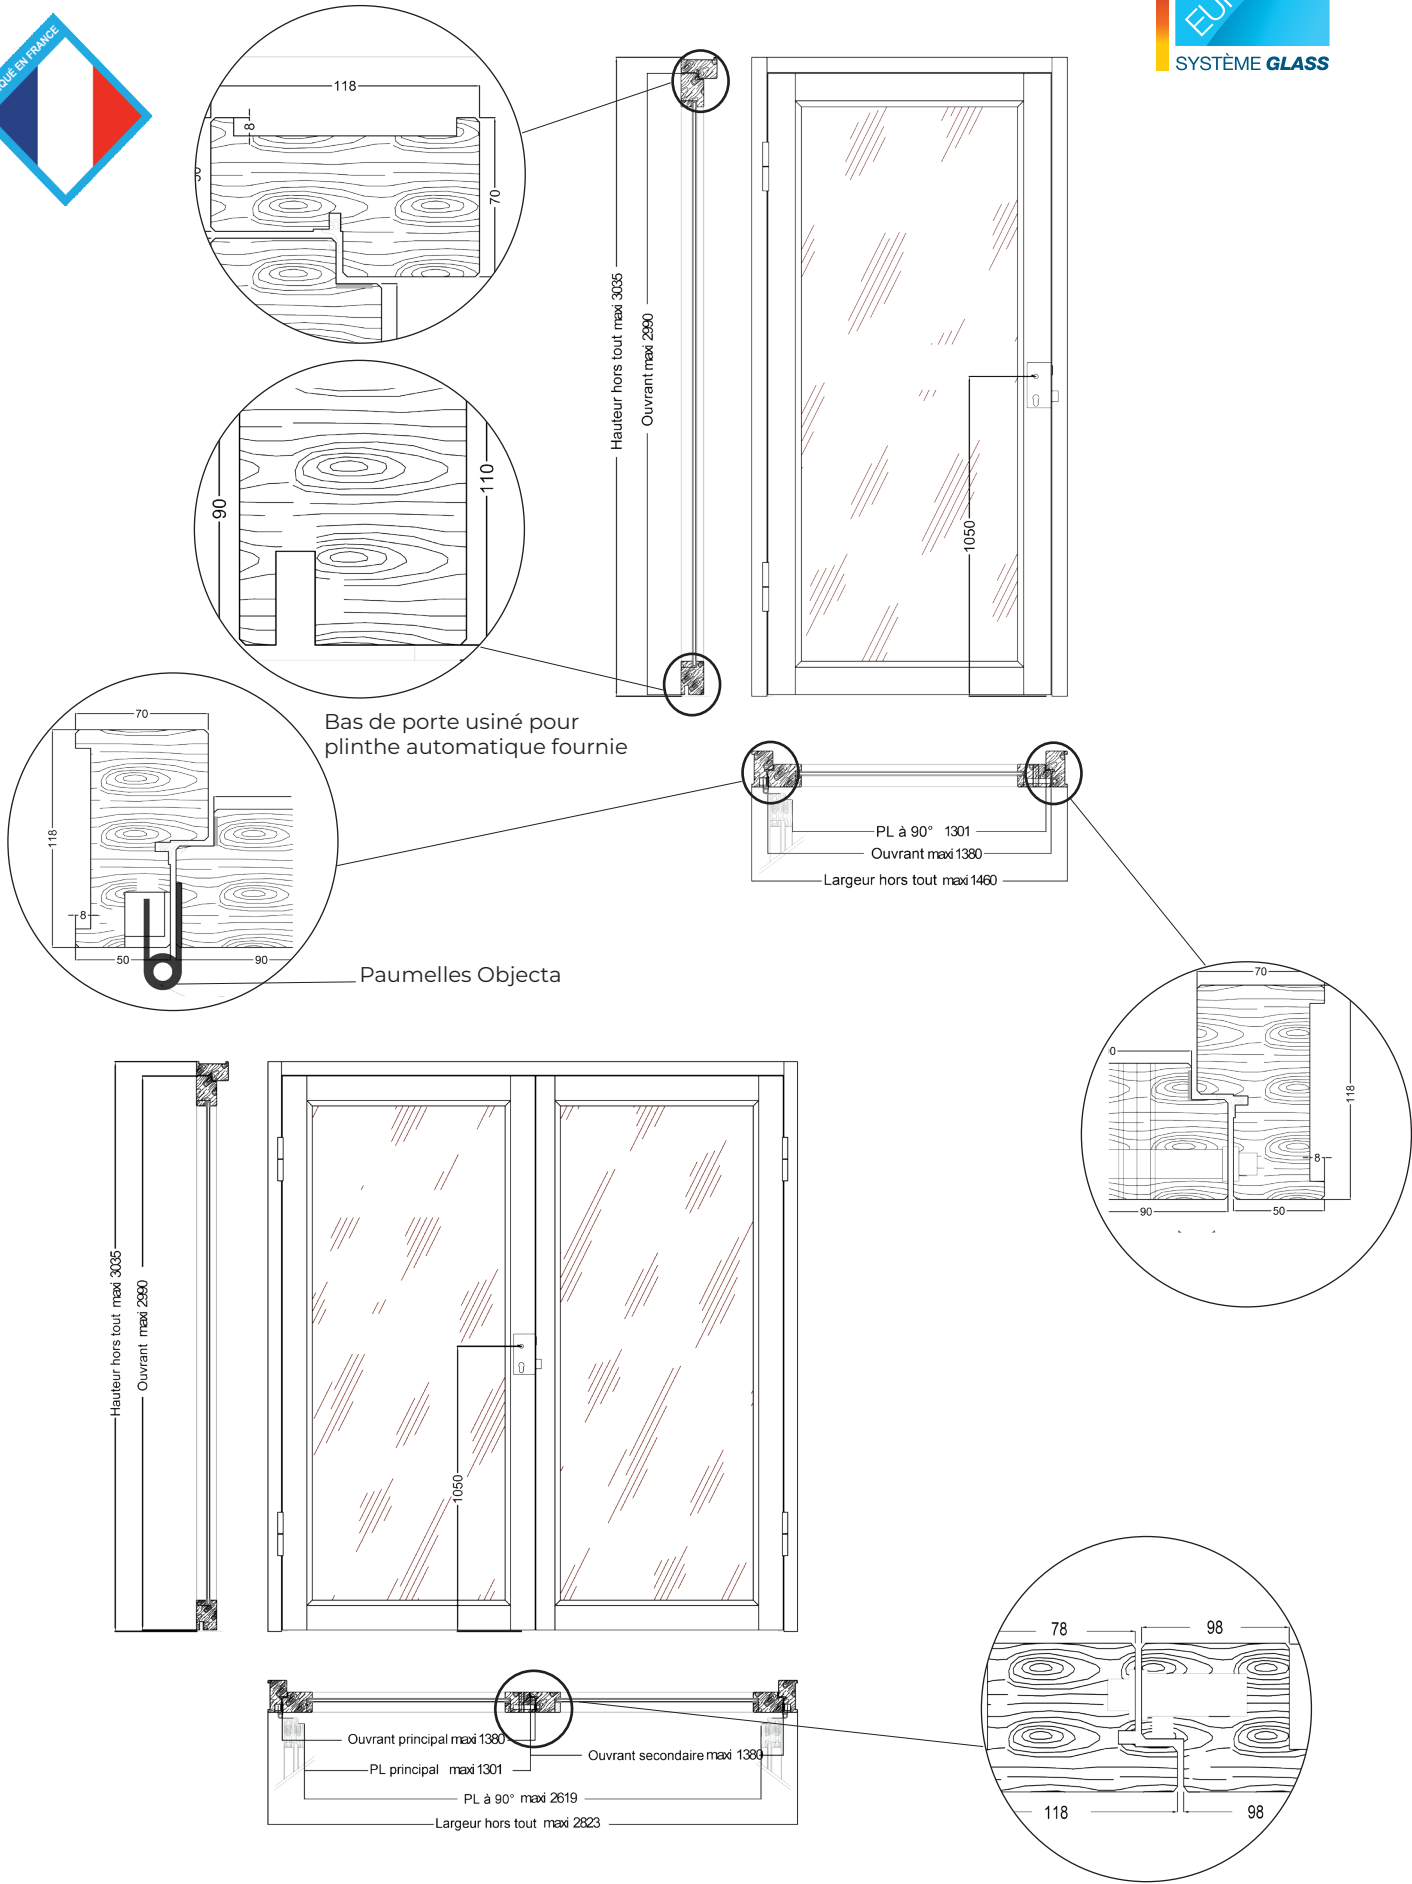 EN FRANCE
SYSTÈME GLASS
118
8
70
Hauteur hors tout maxi 3035
Ouvrant maxi 2990
1050
90
110
Bas de porte usiné pour
plinthe automatique fournie
70
118
8
50
90
Paumelles Objecta
PL à 90° 1301
Ouvrant maxi 1380
Largeur hors tout maxi 1460
70
118
8
90
50
Hauteur hors tout maxi 3035
Ouvrant maxi 2990
1050
Ouvrant principal maxi 1380
Ouvrant secondaire maxi 1380
PL principal maxi 1301
PL à 90° maxi 2619
Largeur hors tout maxi 2823
78
98
118
98